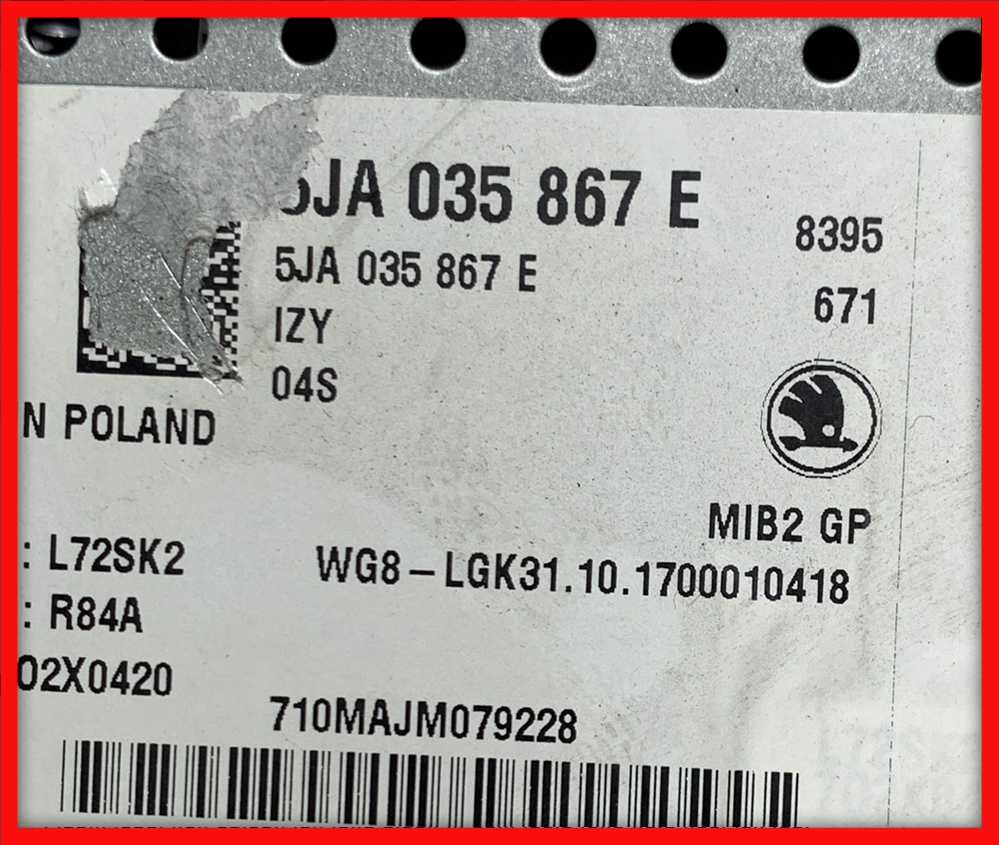 5JA 035 867 E
8395
5JA 035 867 E
671
IZY
04S
N POLAND
MIB2 GP
: L72SK2
WG8-LGK31.10.1700010418
: R84A
02X0420
710MAJM079228